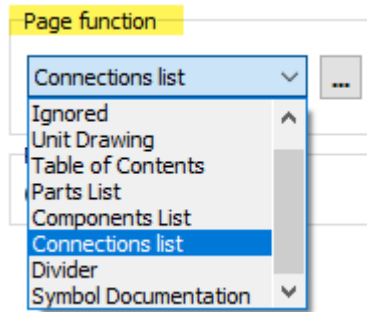 Page function
Connections list
...
Ignored
Unit Drawing
Table of Contents
Parts List
Components List
Connections list
Divider
Symbol Documentation